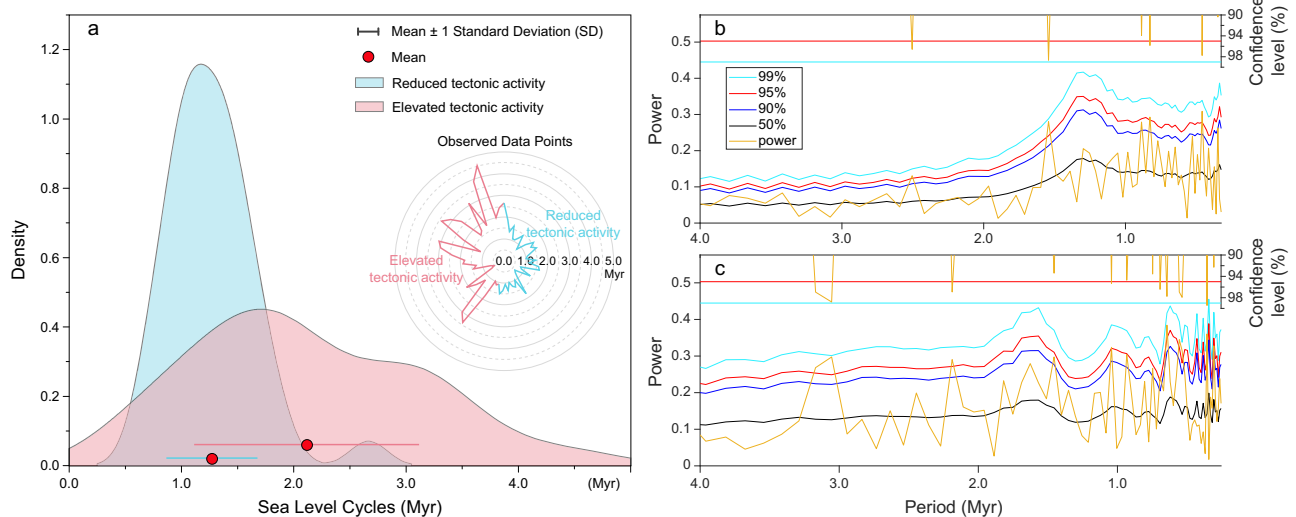 a
Mean ± 1 Standard Deviation (SD)
Mean
Reduced tectonic activity
Elevated tectonic activity
Observed Data Points
Reduced
tectonic activity
Elevated
tectonic activity
0.0 1.0 2.0 3.0 4.0 5.0
Myr
Density
1.2
1.0
0.8
0.6
0.4
0.2
0.0
0.0 1.0 2.0 3.0 4.0 (Myr)
Sea Level Cycles (Myr)
b
Power
0.5
0.4
0.3
0.2
0.1
0
99%
95%
90%
50%
power
90
94
98
Confidence
level (%)
4.0 3.0 2.0 1.0
c
Power
0.5
0.4
0.3
0.2
0.1
0
90
94
98
Confidence
level (%)
4.0 3.0 2.0 1.0
Period (Myr)